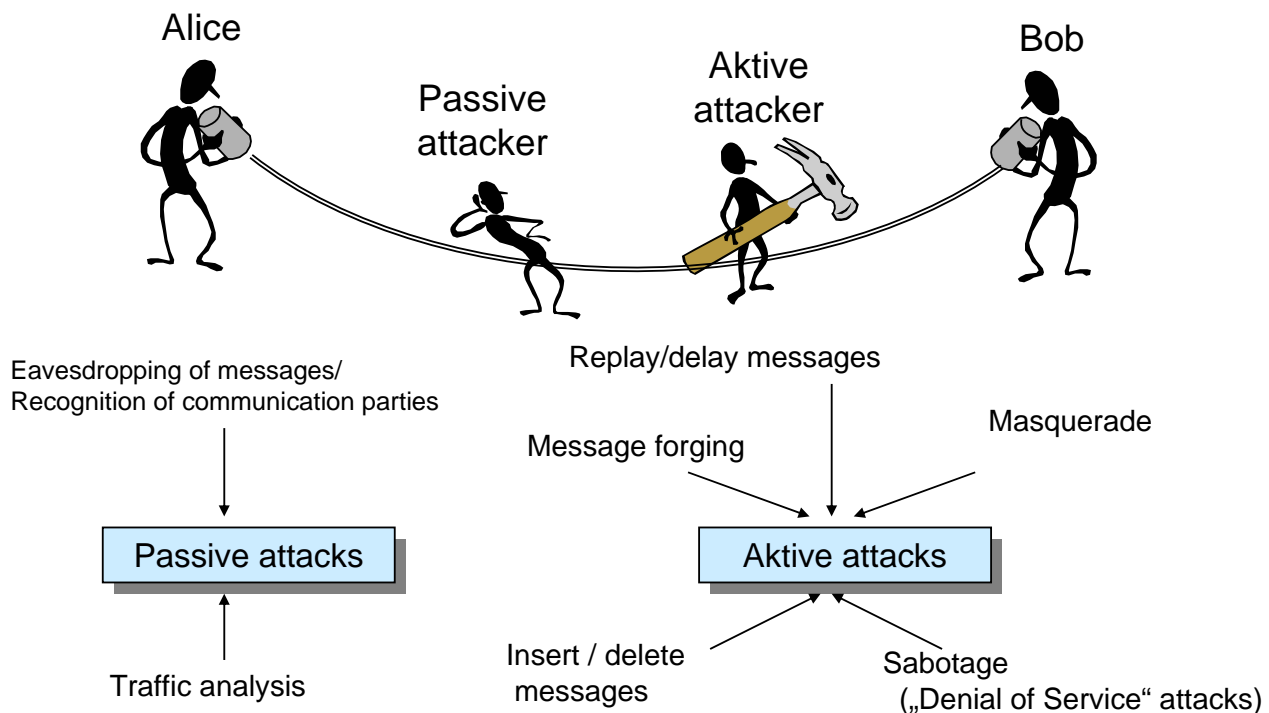 Alice
Bob
Passive
attacker
Aktive
attacker
Eavesdropping of messages/
Recognition of communication parties
Replay/delay messages
Message forging
Masquerade
Passive attacks
Aktive attacks
Traffic analysis
Insert / delete
messages
Sabotage
(„Denial of Service“ attacks)